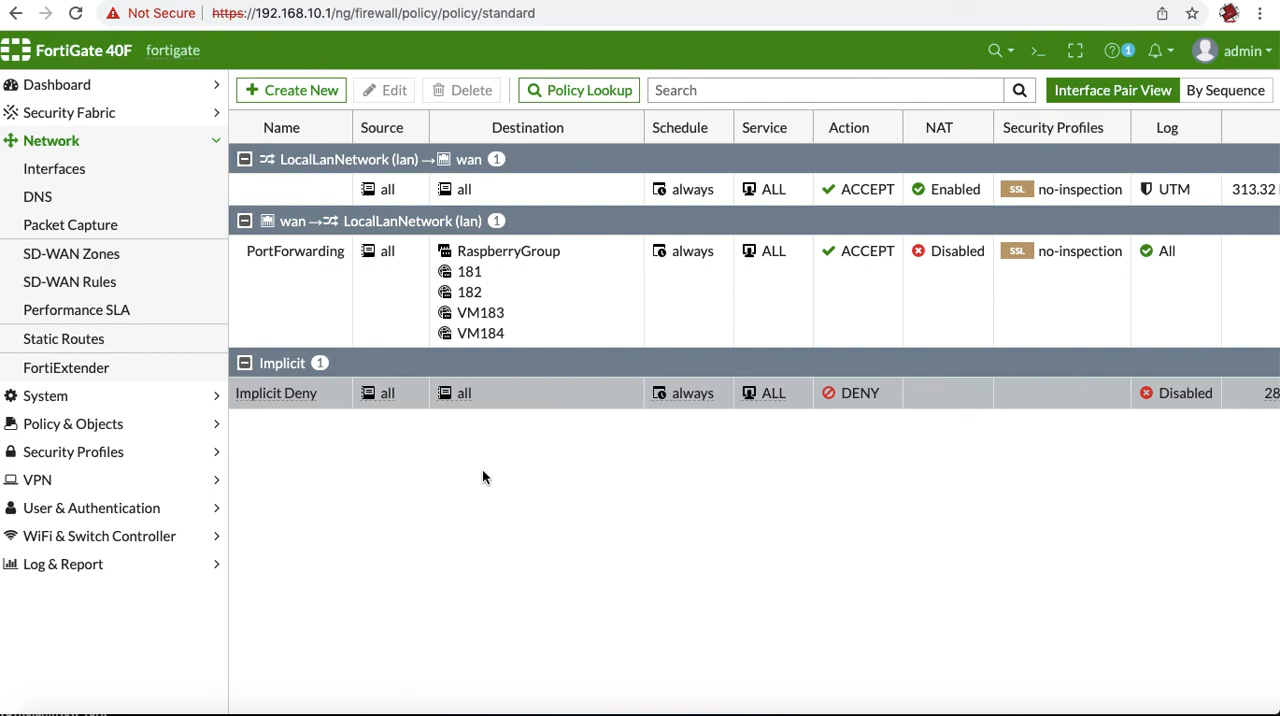 Not Secure https://192.168.10.1/ng/firewall/policy/policy/standard
FortiGate 40F fortigate >_ 1 admin
Dashboard
Security Fabric
Network
Interfaces
DNS
Packet Capture
SD-WAN Zones
SD-WAN Rules
Performance SLA
Static Routes
FortiExtender
System
Policy & Objects
Security Profiles
VPN
User & Authentication
WiFi & Switch Controller
Log & Report
+ Create New Edit Delete Policy Lookup Search Interface Pair View By Sequence
Name Source Destination Schedule Service Action NAT Security Profiles Log
LocalLanNetwork (lan) → wan 1
all all always ALL ACCEPT Enabled SSL no-inspection UTM 313.32
wan → LocalLanNetwork (lan) 1
PortForwarding all RaspberryGroup always ALL ACCEPT Disabled SSL no-inspection All
181
182
VM183
VM184
Implicit 1
Implicit Deny all all always ALL DENY Disabled 28